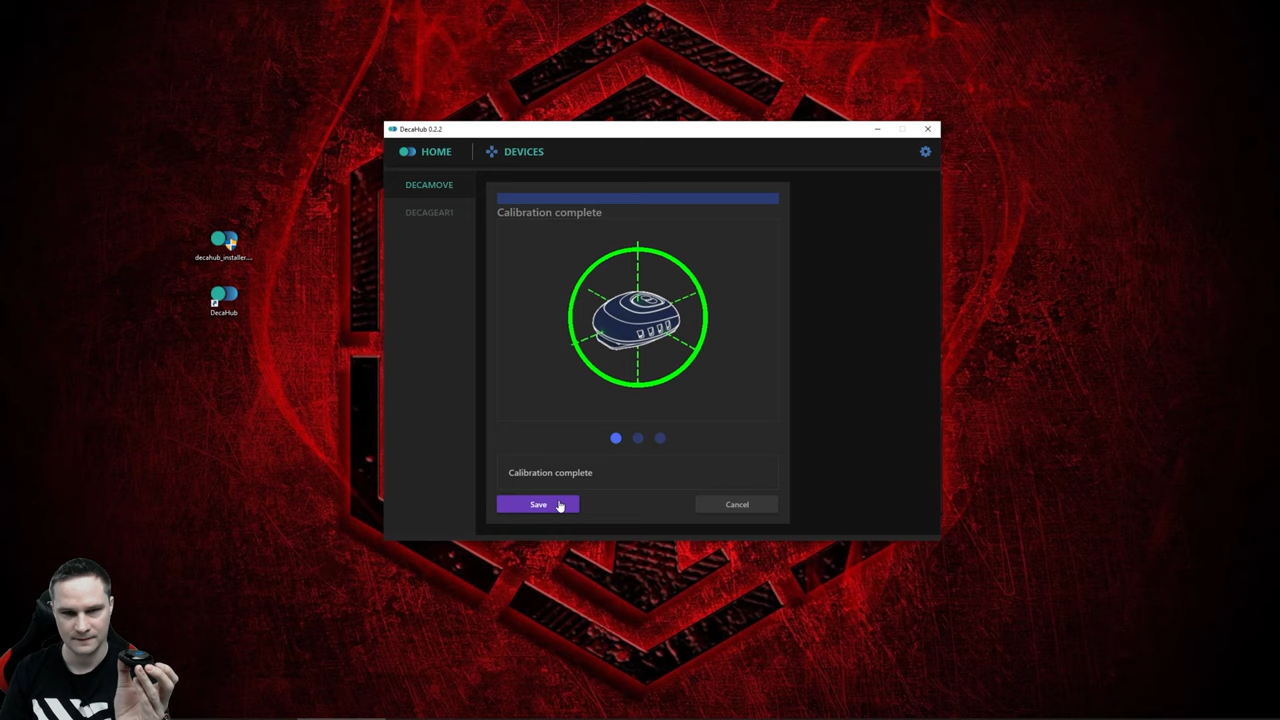 DecaHub 0.2.2
HOME
DEVICES
DECAMOVE
DECAGEAR1
Calibration complete
Calibration complete
Save
Cancel
decahub_installer....
DecaHub